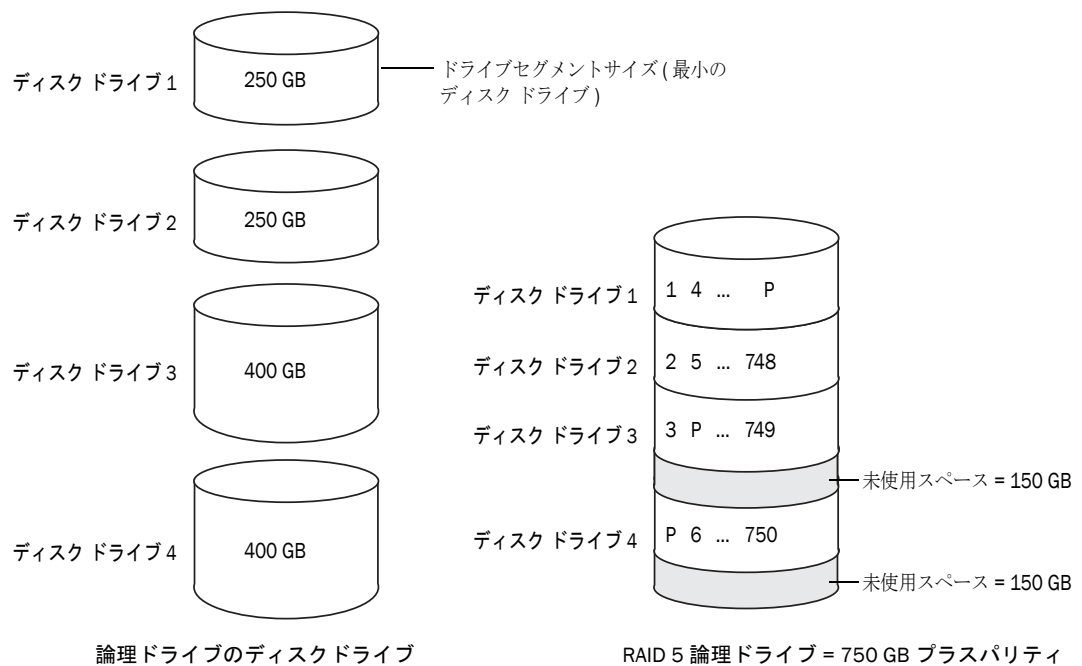 ディスク ドライブ 1
250 GB
ドライブセグメントサイズ ( 最小の
ディスク ドライブ )
ディスク ドライブ 2
250 GB
ディスク ドライブ 3
400 GB
ディスク ドライブ 4
400 GB
論理ドライブのディスクドライブ
ディスク ドライブ 1
1 4 ... P
ディスク ドライブ 2
2 5 ... 748
ディスク ドライブ 3
3 P ... 749
未使用スペース = 150 GB
ディスク ドライブ 4
P 6 ... 750
未使用スペース = 150 GB
RAID 5 論理ドライブ = 750 GB プラスパリティ